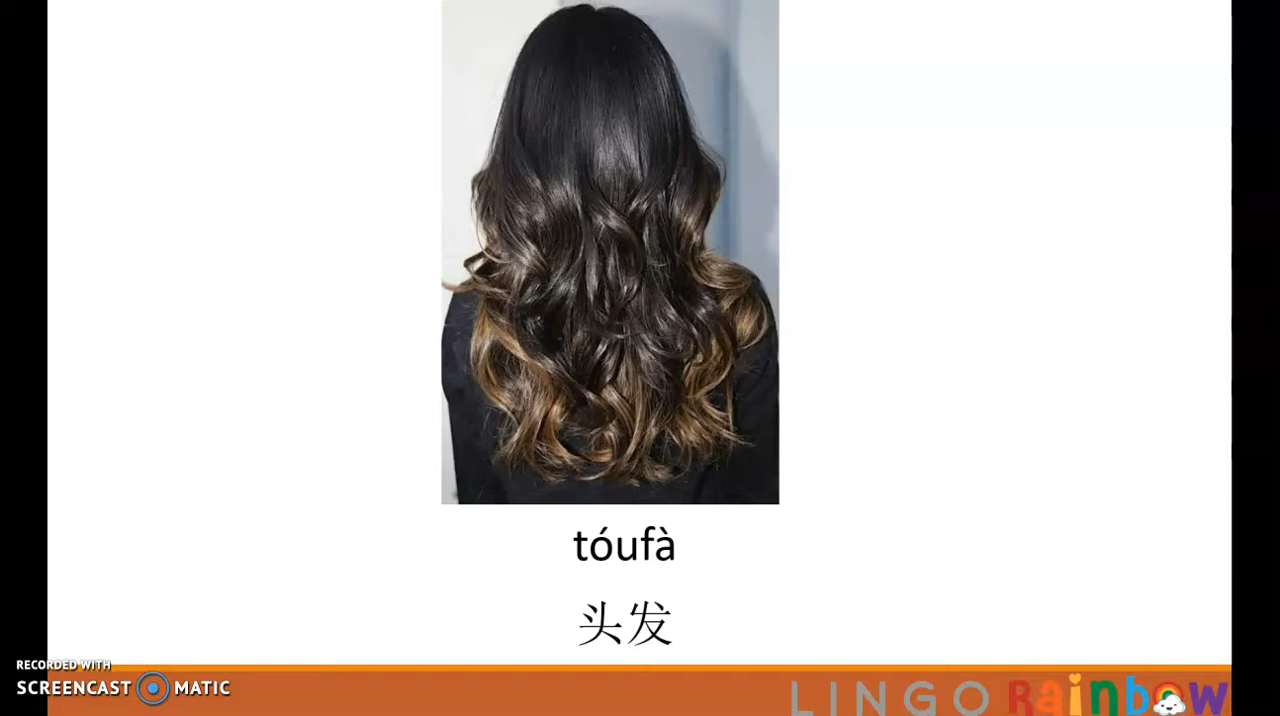 tóufà
头发
RECORDED WITH
SCREENCAST MATIC
LINGO Rainbow